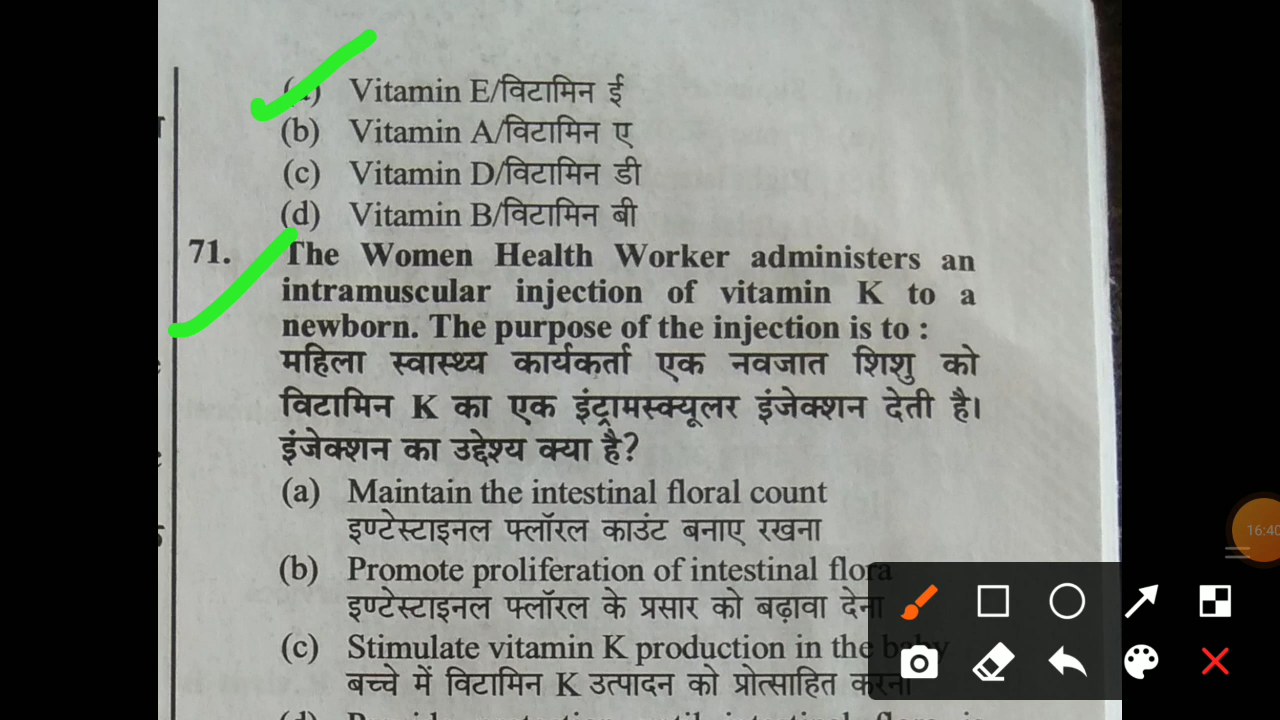 (a) Vitamin E/विटामिन ई
(b) Vitamin A/विटामिन ए
(c) Vitamin D/विटामिन डी
(d) Vitamin B/विटामिन बी
71. The Women Health Worker administers an
intramuscular injection of vitamin K to a
newborn. The purpose of the injection is to :
महिला स्वास्थ्य कार्यकर्ता एक नवजात शिशु को
विटामिन K का एक इंट्रामस्क्यूलर इंजेक्शन देती है।
इंजेक्शन का उद्देश्य क्या है?
(a) Maintain the intestinal floral count
इण्टेस्टाइनल फ्लॉरल काउंट बनाए रखना
(b) Promote proliferation of intestinal flora
इण्टेस्टाइनल फ्लॉरल के प्रसार को बढ़ावा देना
(c) Stimulate vitamin K production in the baby
बच्चे में विटामिन K उत्पादन को प्रोत्साहित करना
16:40